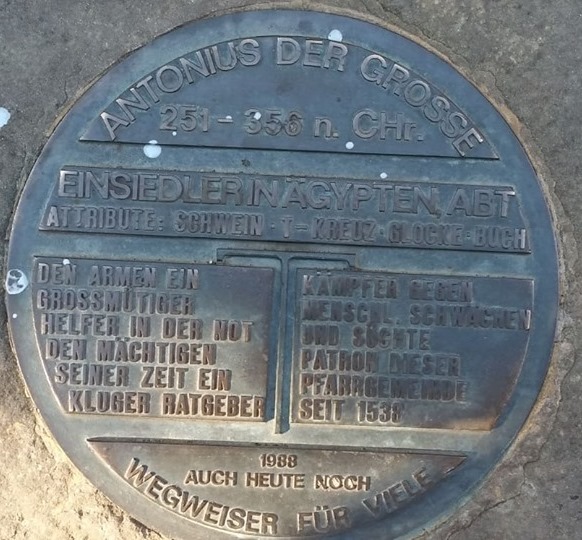 ANTONIUS DER GROSSE
251 - 356 n. CHr.
EINSIEDLER IN ÄGYPTEN, ABT
ATTRIBUTE: SCHWEIN · T-KREUZ · GLOCKE · BUCH
DEN ARMEN EIN
GROSSMÜTIGER
HELFER IN DER NOT
DEN MÄCHTIGEN
SEINER ZEIT EIN
KLUGER RATGEBER
KÄMPFER GEGEN
MENSCHL. SCHWÄCHEN
UND SÜCHTE
PATRON DIESER
PFARRGEMEINDE
SEIT 1538
1988
AUCH HEUTE NOCH
WEGWEISER FÜR VIELE